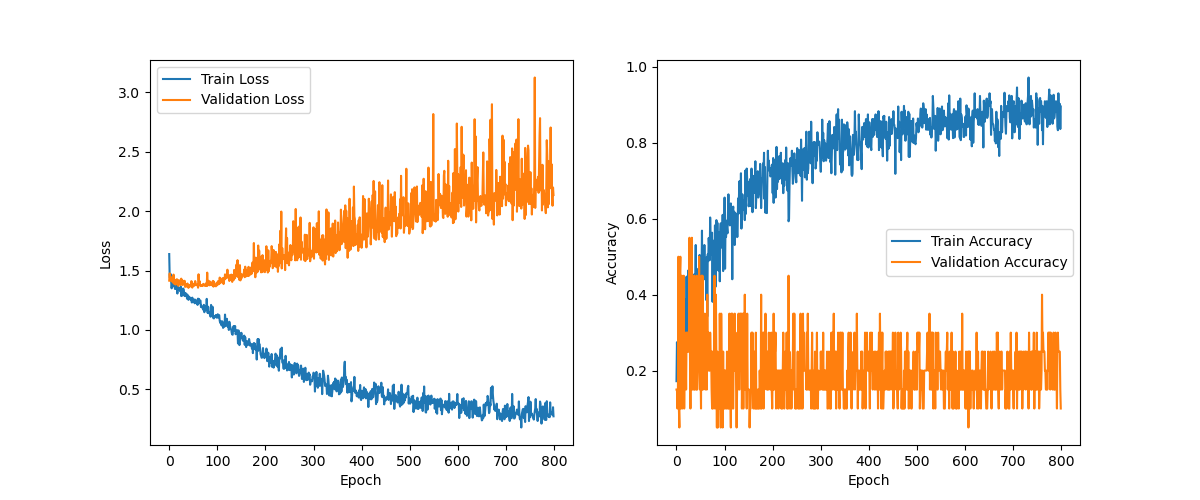 Train Loss
Validation Loss
3.0
2.5
2.0
1.5
1.0
0.5
Loss
0 100 200 300 400 500 600 700 800
Epoch
1.0
0.8
0.6
0.4
0.2
Accuracy
Train Accuracy
Validation Accuracy
0 100 200 300 400 500 600 700 800
Epoch